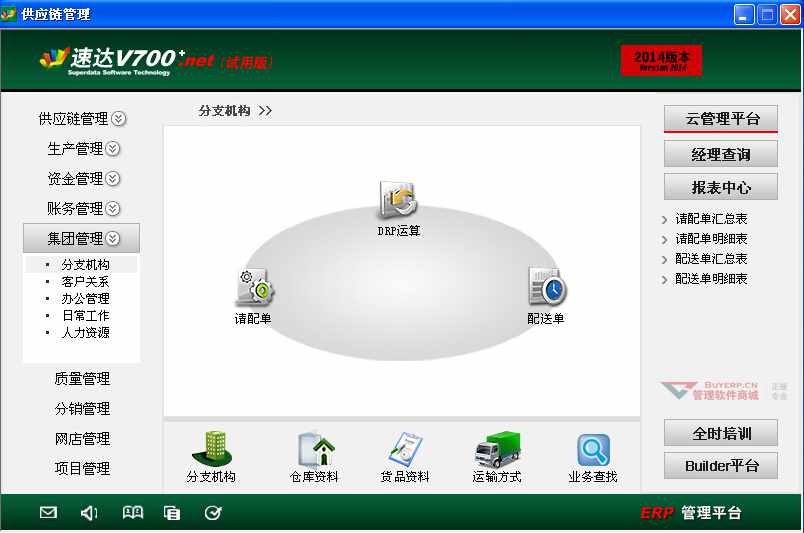 供应链管理
速达V700+.net (试用版)
Superdata Software Technology
2014版本
Version 2014
供应链管理
生产管理
资金管理
账务管理
集团管理
分支机构
客户关系
办公管理
日常工作
人力资源
质量管理
分销管理
网店管理
项目管理
分支机构 >>
DRP运算
请配单
配送单
分支机构
仓库资料
货品资料
运输方式
业务查找
云管理平台
经理查询
报表中心
请配单汇总表
请配单明细表
配送单汇总表
配送单明细表
BUYERP.CN
管理软件商城
正版
专业
全时培训
Builder平台
ERP 管理平台